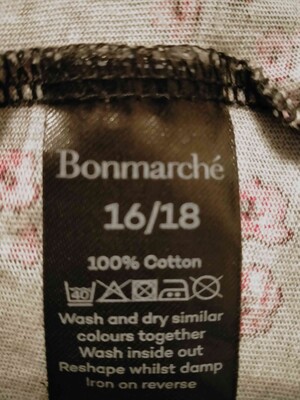 Bonmarché
16/18
100% Cotton
40
Wash and dry similar
colours together
Wash inside out
Reshape whilst damp
Iron on reverse